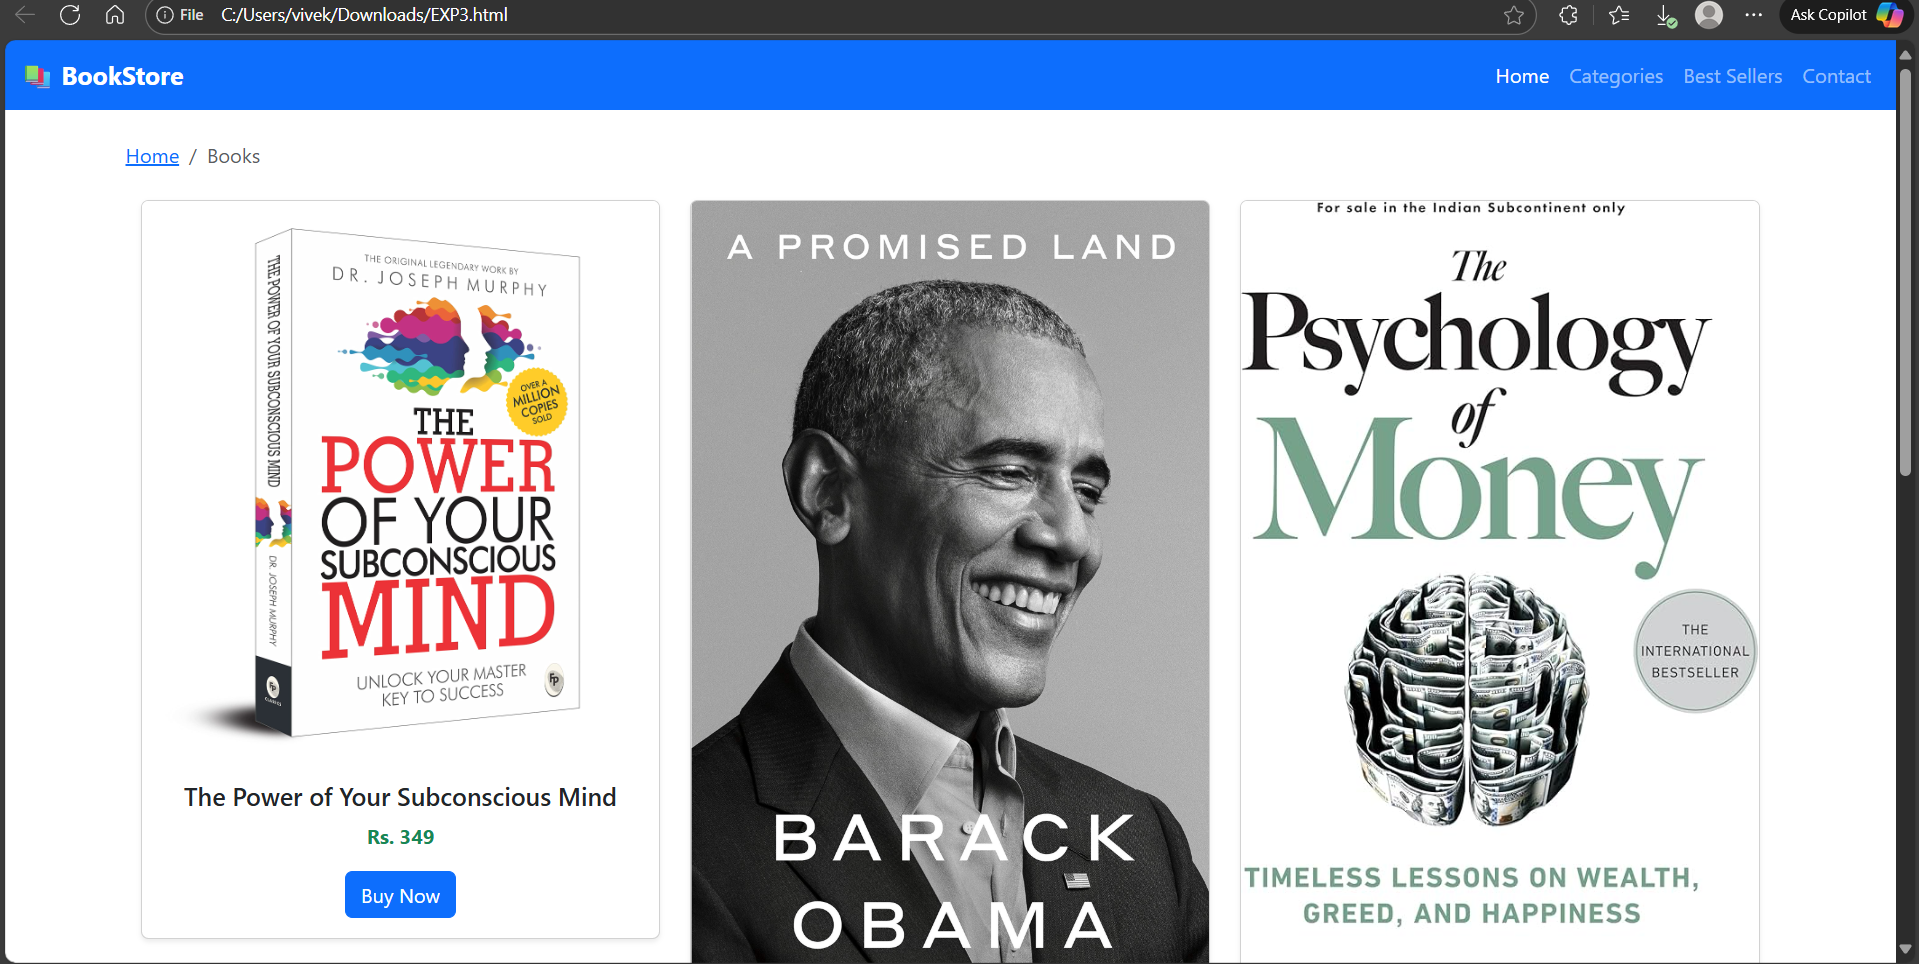 File C:/Users/vivek/Downloads/EXP3.html
Ask Copilot
BookStore
Home Categories Best Sellers Contact
Home / Books
THE POWER OF YOUR SUBCONSCIOUS MIND
DR. JOSEPH MURPHY
Fp
CLASSICS
THE ORIGINAL LEGENDARY WORK BY
DR. JOSEPH MURPHY
OVER A
MILLION
COPIES
SOLD
THE
POWER
OF YOUR
SUBCONSCIOUS
MIND
UNLOCK YOUR MASTER
KEY TO SUCCESS
Fp
The Power of Your Subconscious Mind
Rs. 349
Buy Now
A PROMISED LAND
BARACK
OBAMA
For sale in the Indian Subcontinent only
The
Psychology
of
Money
THE
INTERNATIONAL
BESTSELLER
TIMELESS LESSONS ON WEALTH,
GREED, AND HAPPINESS